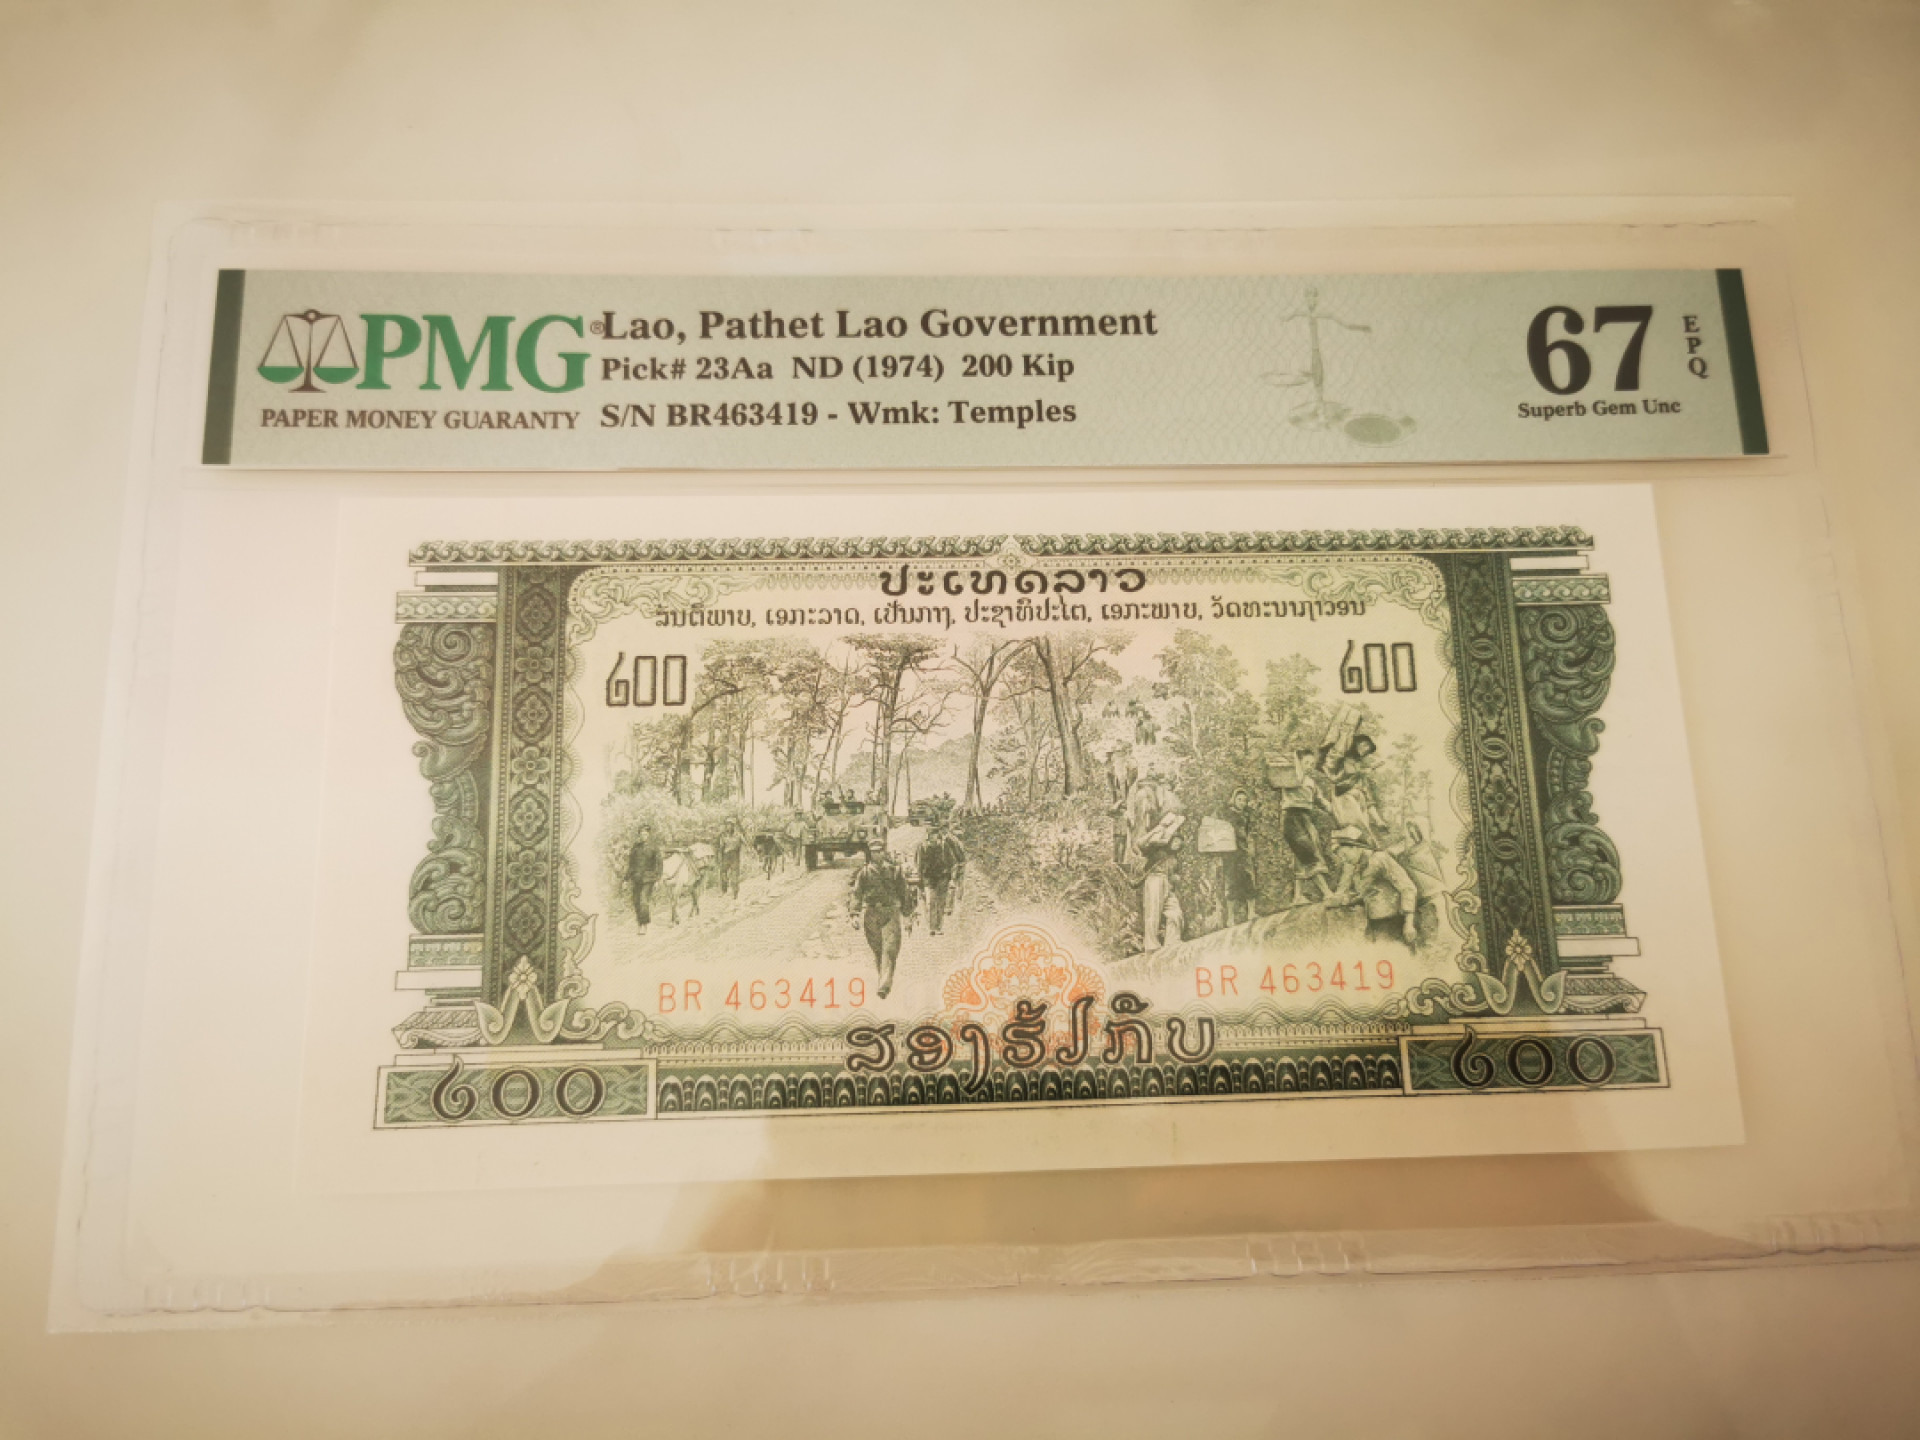 PMG®
PAPER MONEY GUARANTY
Lao, Pathet Lao Government
Pick# 23Aa ND (1974) 200 Kip
S/N BR463419 - Wmk: Temples
67
EPQ
Superb Gem Unc
ປະເທດລາວ
ສັນຕິພາບ, ເອກະລາດ, ເປັນກາງ, ປະຊາທິປະໄຕ, ເອກະພາບ, ວັດທະນາຖາວອນ
໒໐໐ ໒໐໐
BR 463419 BR 463419
ສອງຮ້ອຍກີບ
໒໐໐ ໒໐໐